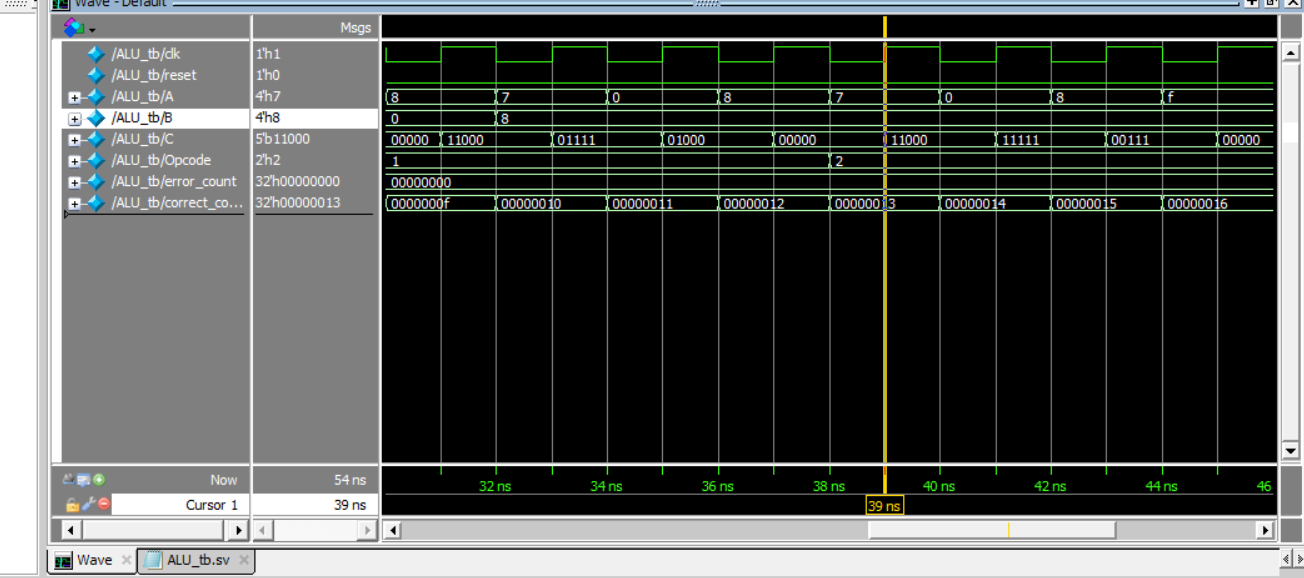 Wave - Default
Msgs
/ALU_tb/clk 1'h1
/ALU_tb/reset 1'h0
/ALU_tb/A 4'h7 8 7 0 8 7 0 8 f
/ALU_tb/B 4'h8 0 8
/ALU_tb/C 5'b11000 00000 11000 01111 01000 00000 11000 11111 00111 00000
/ALU_tb/Opcode 2'h2 1 2
/ALU_tb/error_count 32'h00000000 00000000
/ALU_tb/correct_co... 32'h00000013 0000000f 00000010 00000011 00000012 00000013 00000014 00000015 00000016
Now 54 ns 32 ns 34 ns 36 ns 38 ns 40 ns 42 ns 44 ns 46
Cursor 1 39 ns 39 ns
Wave ALU_tb.sv